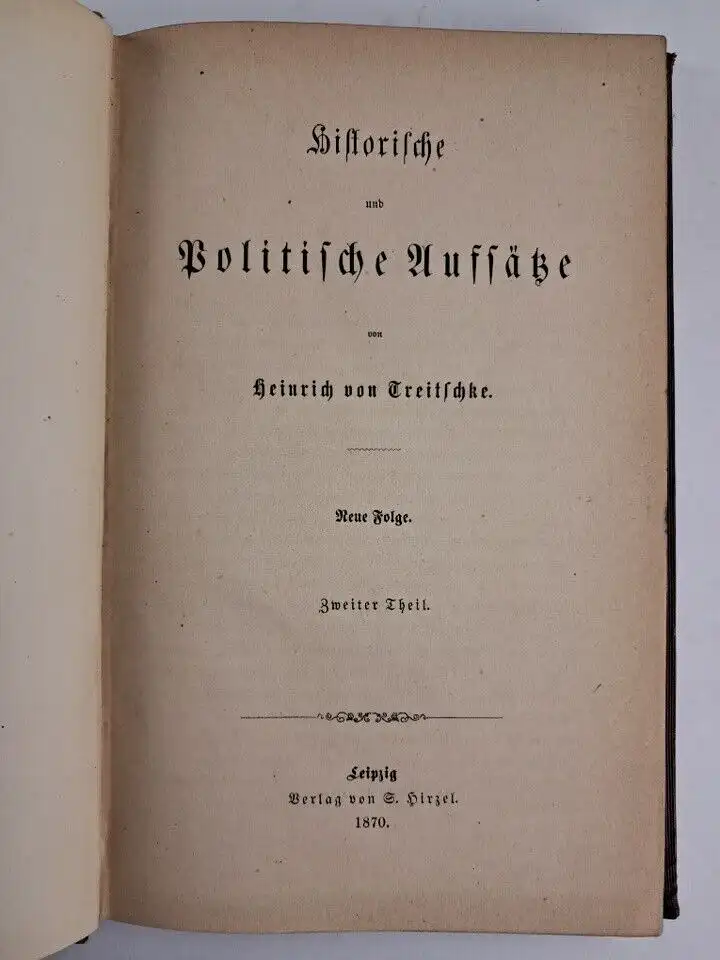 Hiſtoriſche
und
Politiſche Aufſätze
von
Heinrich von Treitſchke.
Neue Folge.
Zweiter Theil.
Leipzig
Verlag von S. Hirzel.
1870.